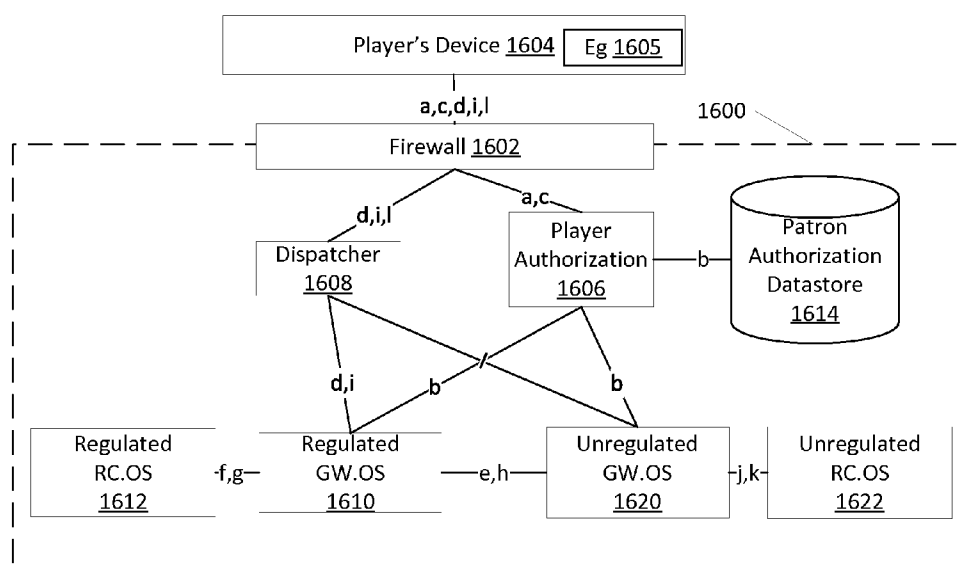 Player's Device 1604
Eg 1605
a,c,d,i,l
1600
Firewall 1602
d,i,l
a,c
Dispatcher
1608
Player
Authorization
1606
b
Patron
Authorization
Datastore
1614
l
d,i
b
b
Regulated
RC.OS
1612
f,g
Regulated
GW.OS
1610
e,h
Unregulated
GW.OS
1620
j,k
Unregulated
RC.OS
1622